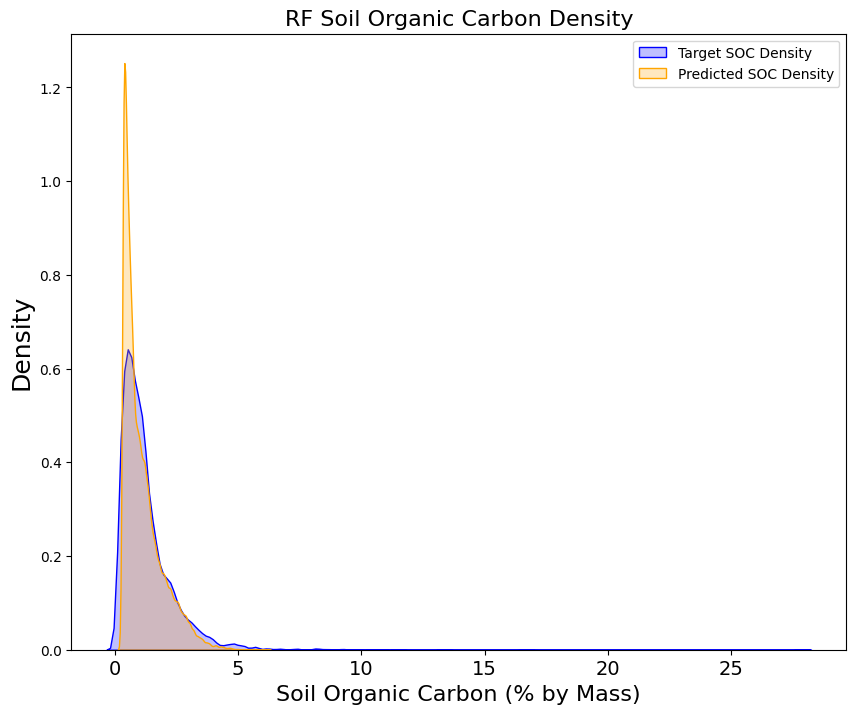 RF Soil Organic Carbon Density
Target SOC Density
Predicted SOC Density
Density
1.2
1.0
0.8
0.6
0.4
0.2
0.0
0 5 10 15 20 25
Soil Organic Carbon (% by Mass)